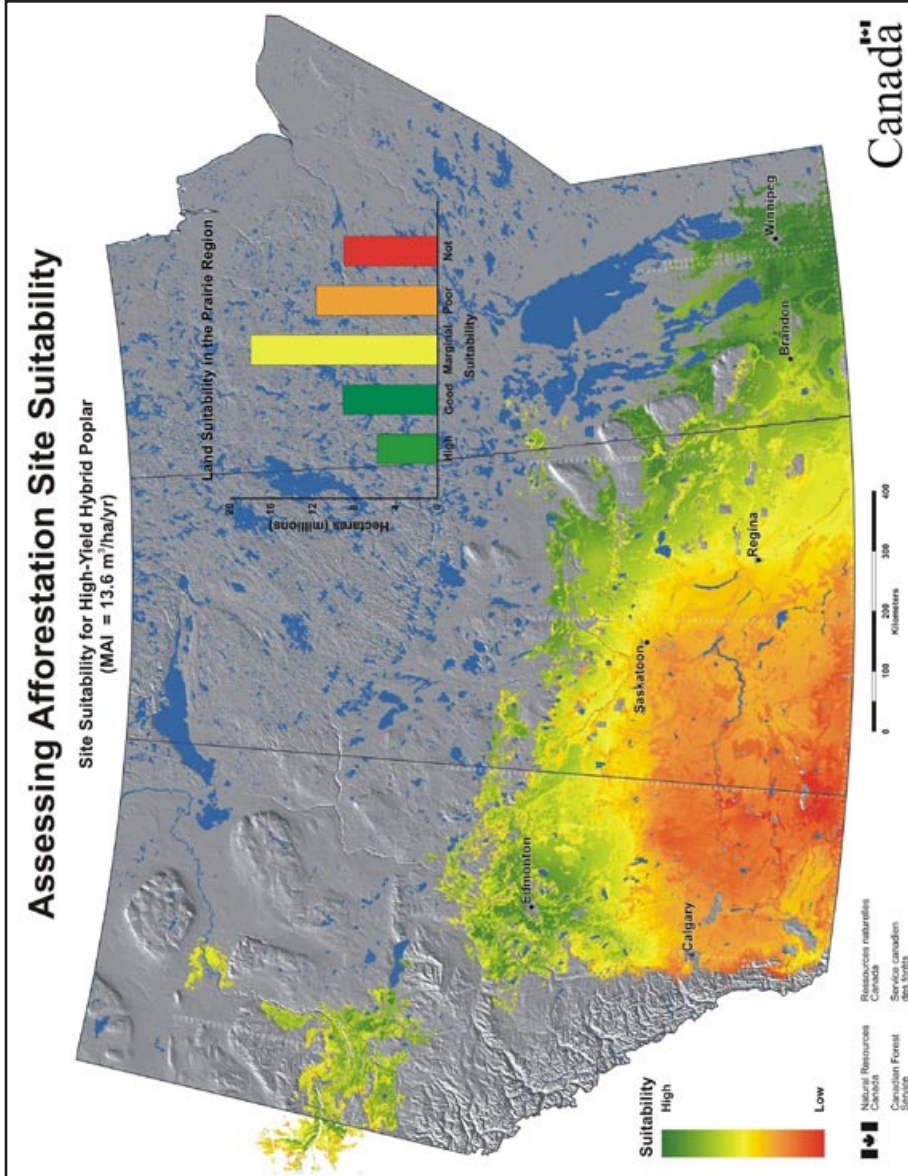 Assessing Afforestation Site Suitability
Site Suitability for High-Yield Hybrid Poplar
(MAI = 13.6 m³/ha/yr)
Land Suitability in the Prairie Region
Hectares (millions)
20
16
12
8
4
0
High Good Marginal Poor Not
Suitability
Edmonton
Calgary
Saskatoon
Regina
Brandon
Winnipeg
Suitability
High
Low
0 100 200 300 400
Kilometers
Natural Resources
Canada
Ressources naturelles
Canada
Canadian Forest
Service
Service canadien
des forêts
Canada